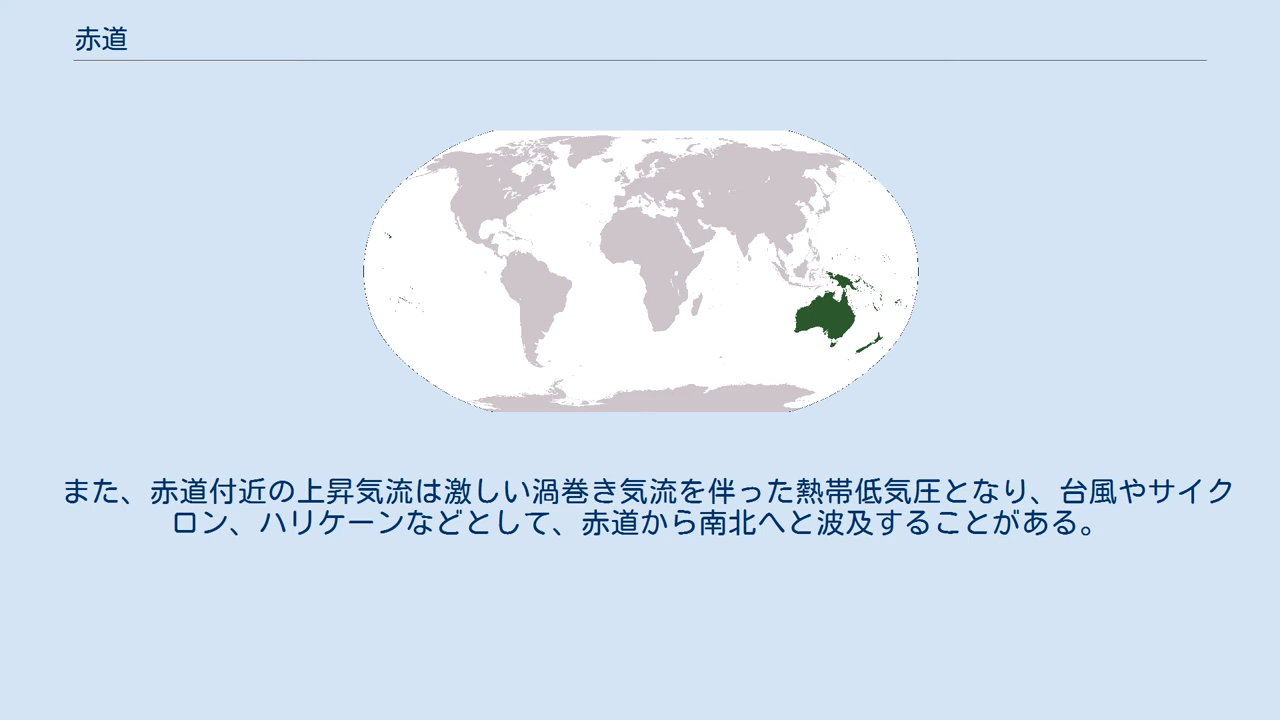 赤道
また、赤道付近の上昇気流は激しい渦巻き気流を伴った熱帯低気圧となり、台風やサイク
ロン、ハリケーンなどとして、赤道から南北へと波及することがある。